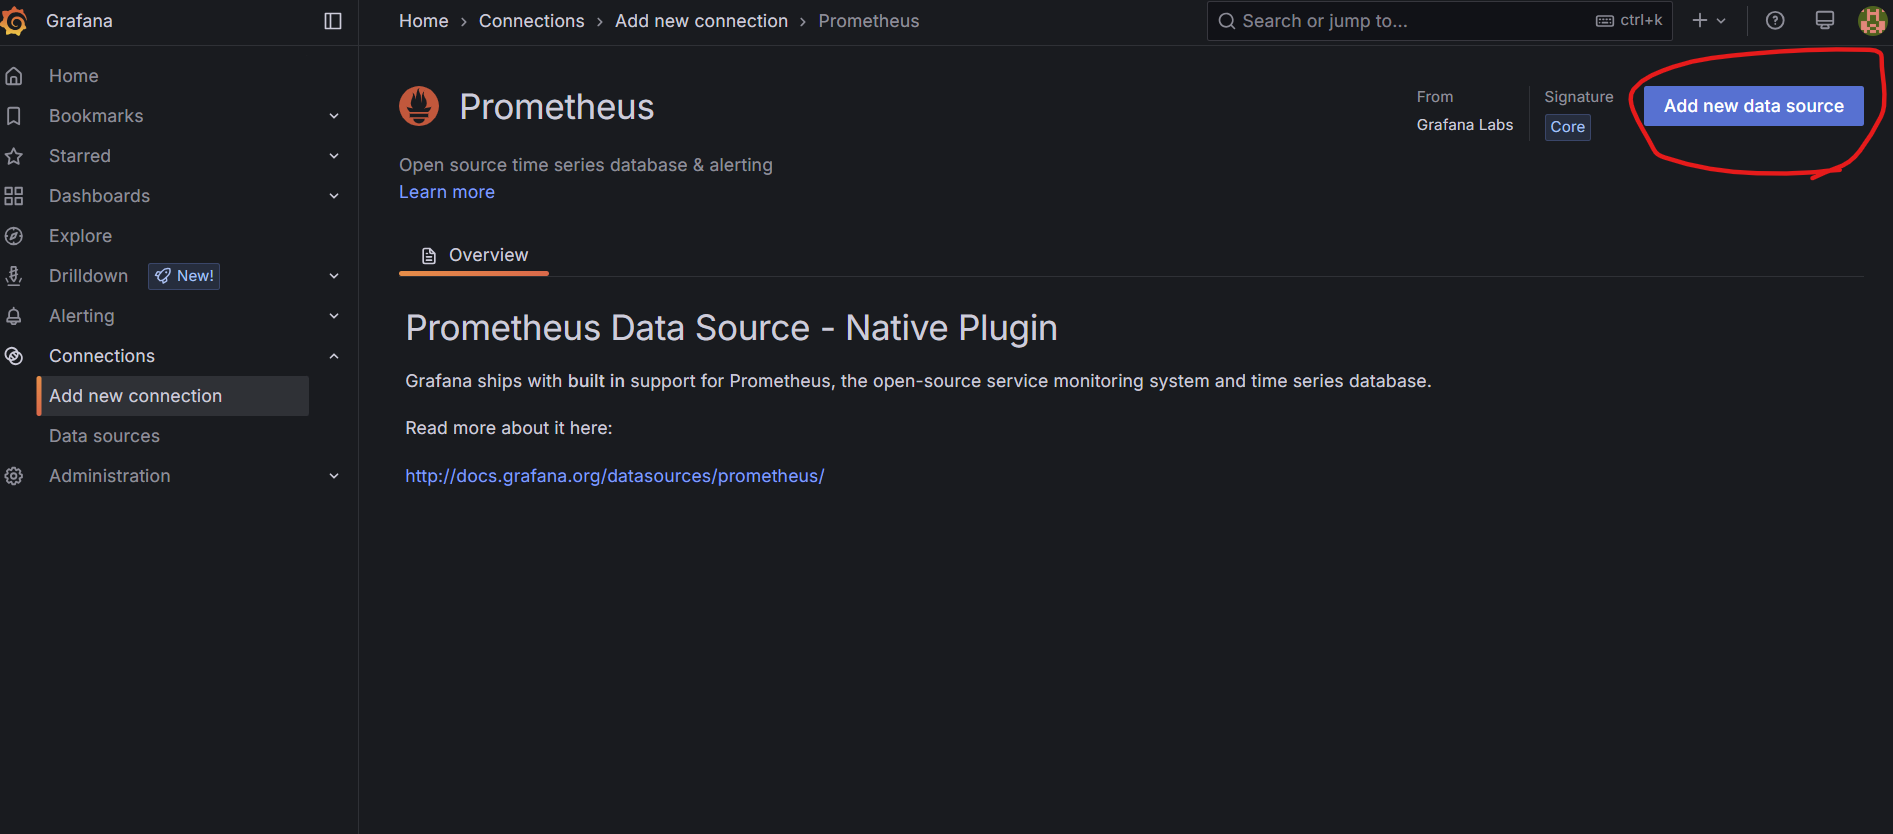 Grafana
Home › Connections › Add new connection › Prometheus
Search or jump to...
ctrl+k
Home
Bookmarks
Starred
Dashboards
Explore
Drilldown
New!
Alerting
Connections
Add new connection
Data sources
Administration
Prometheus
From
Grafana Labs
Signature
Core
Add new data source
Open source time series database & alerting
Learn more
Overview
Prometheus Data Source - Native Plugin
Grafana ships with built in support for Prometheus, the open-source service monitoring system and time series database.
Read more about it here:
http://docs.grafana.org/datasources/prometheus/